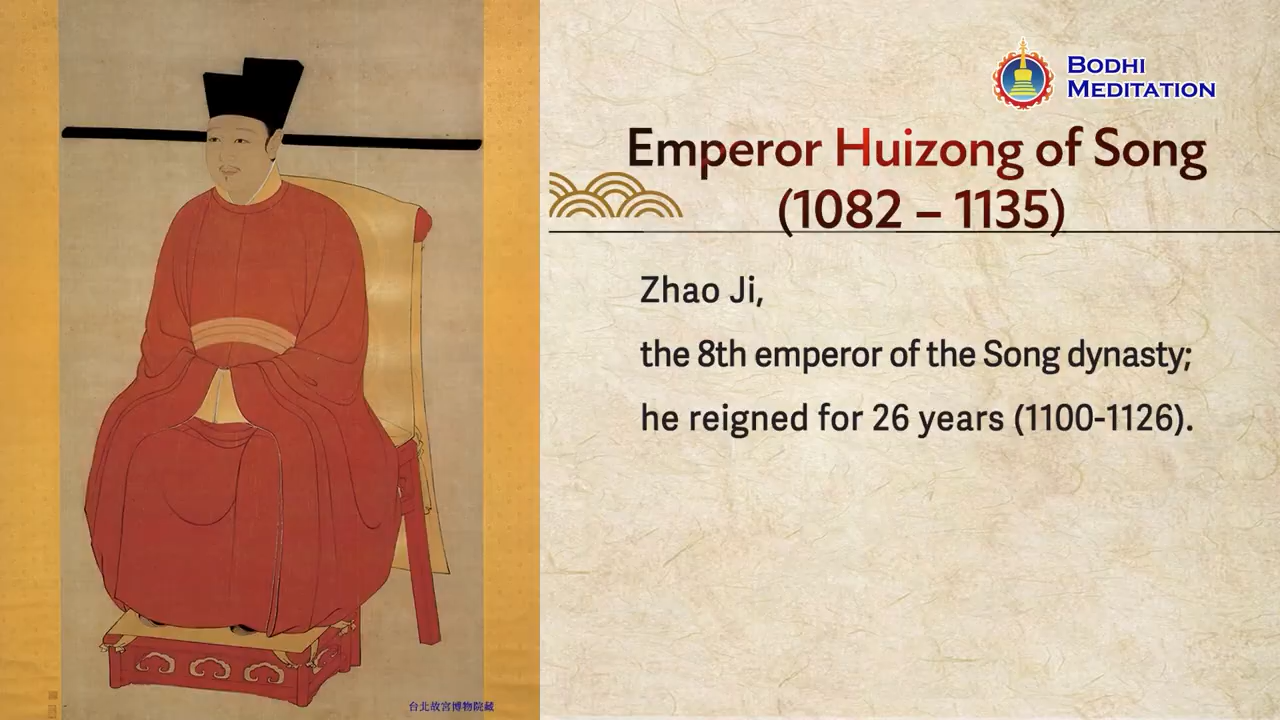 BODHI
MEDITATION
Emperor Huizong of Song
(1082 – 1135)
Zhao Ji,
the 8th emperor of the Song dynasty;
he reigned for 26 years (1100-1126).
台北故宮博物院藏